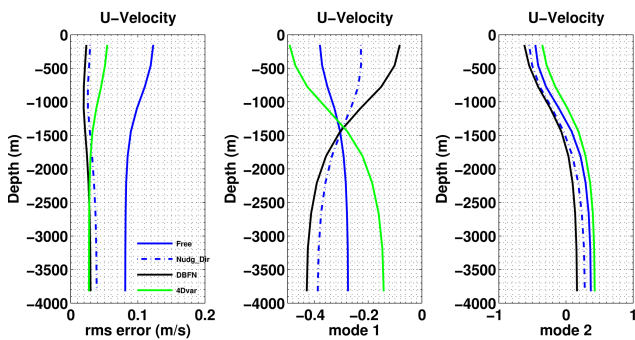 U−Velocity
0
−500
−1000
−1500
−2000
−2500
−3000
−3500
−4000
Depth (m)
0
0.1
0.2
rms error (m/s)
Free
Nudg_Dir
DBFN
4Dvar
U−Velocity
0
−500
−1000
−1500
−2000
−2500
−3000
−3500
−4000
Depth (m)
−0.4
−0.2
0
mode 1
U−Velocity
0
−500
−1000
−1500
−2000
−2500
−3000
−3500
−4000
Depth (m)
−1
0
1
mode 2